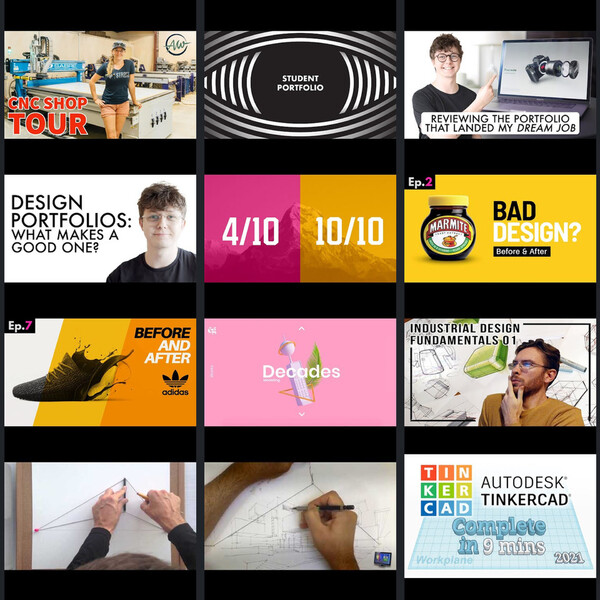 AW
CNC SHOP
TOUR
STUDENT
PORTFOLIO
REVIEWING THE PORTFOLIO
THAT LANDED MY DREAM JOB
DESIGN
PORTFOLIOS:
WHAT MAKES A
GOOD ONE?
4/10
10/10
Ep.2
MARMITE
BAD
DESIGN?
Before & After
Ep.7
BEFORE
AND
AFTER
adidas
Decades
INDUSTRIAL DESIGN
FUNDAMENTALS 01
TIN
KER
CAD
AUTODESK®
TINKERCAD®
Complete
in 9 mins
Workplane
2021